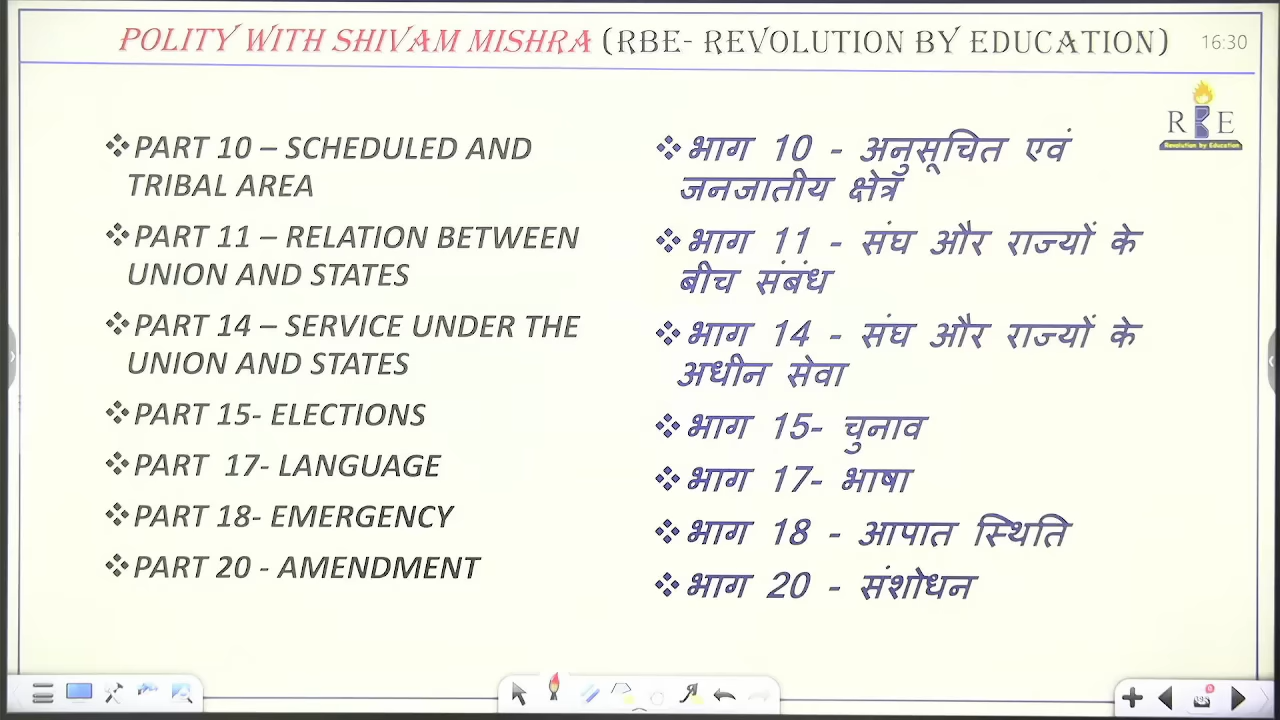 POLITY WITH SHIVAM MISHRA (RBE- REVOLUTION BY EDUCATION)
16:30
RBE
Revolution by Education
PART 10 – SCHEDULED AND
TRIBAL AREA
PART 11 – RELATION BETWEEN
UNION AND STATES
PART 14 – SERVICE UNDER THE
UNION AND STATES
PART 15- ELECTIONS
PART 17- LANGUAGE
PART 18- EMERGENCY
PART 20 - AMENDMENT
भाग 10 - अनुसूचित एवं
जनजातीय क्षेत्र
भाग 11 - संघ और राज्यों के
बीच संबंध
भाग 14 - संघ और राज्यों के
अधीन सेवा
भाग 15- चुनाव
भाग 17- भाषा
भाग 18 - आपात स्थिति
भाग 20 - संशोधन